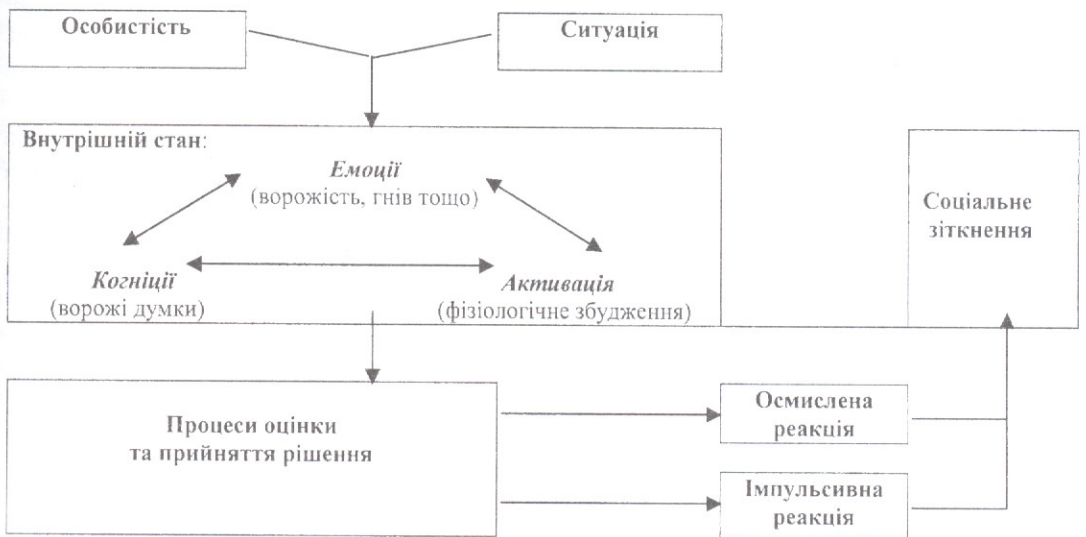 Особистість
Ситуація
Внутрішній стан:
Емоції
(ворожість, гнів тощо)
Когніції
(ворожі думки)
Активація
(фізіологічне збудження)
Соціальне
зіткнення
Процеси оцінки
та прийняття рішення
Осмислена
реакція
Імпульсивна
реакція